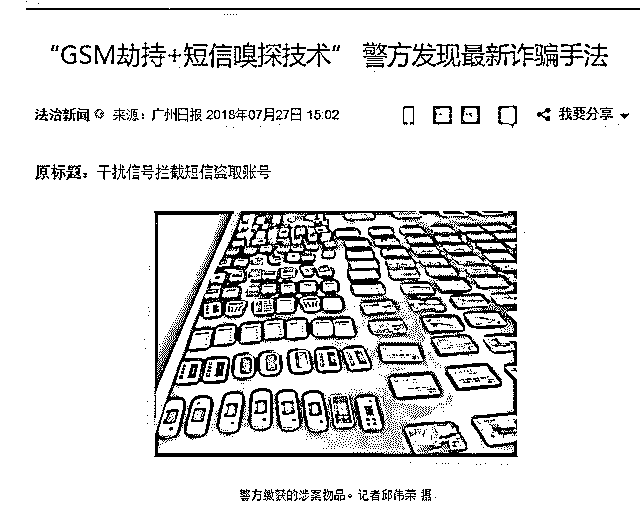 “GSM劫持+短信嗅探技术” 警方发现最新诈骗手法
法治新闻 来源：广州日报 2018年07月27日 15:02 我要分享
原标题：干扰信号拦截短信盗取账号
警方缴获的涉案物品。记者邱伟荣 摄